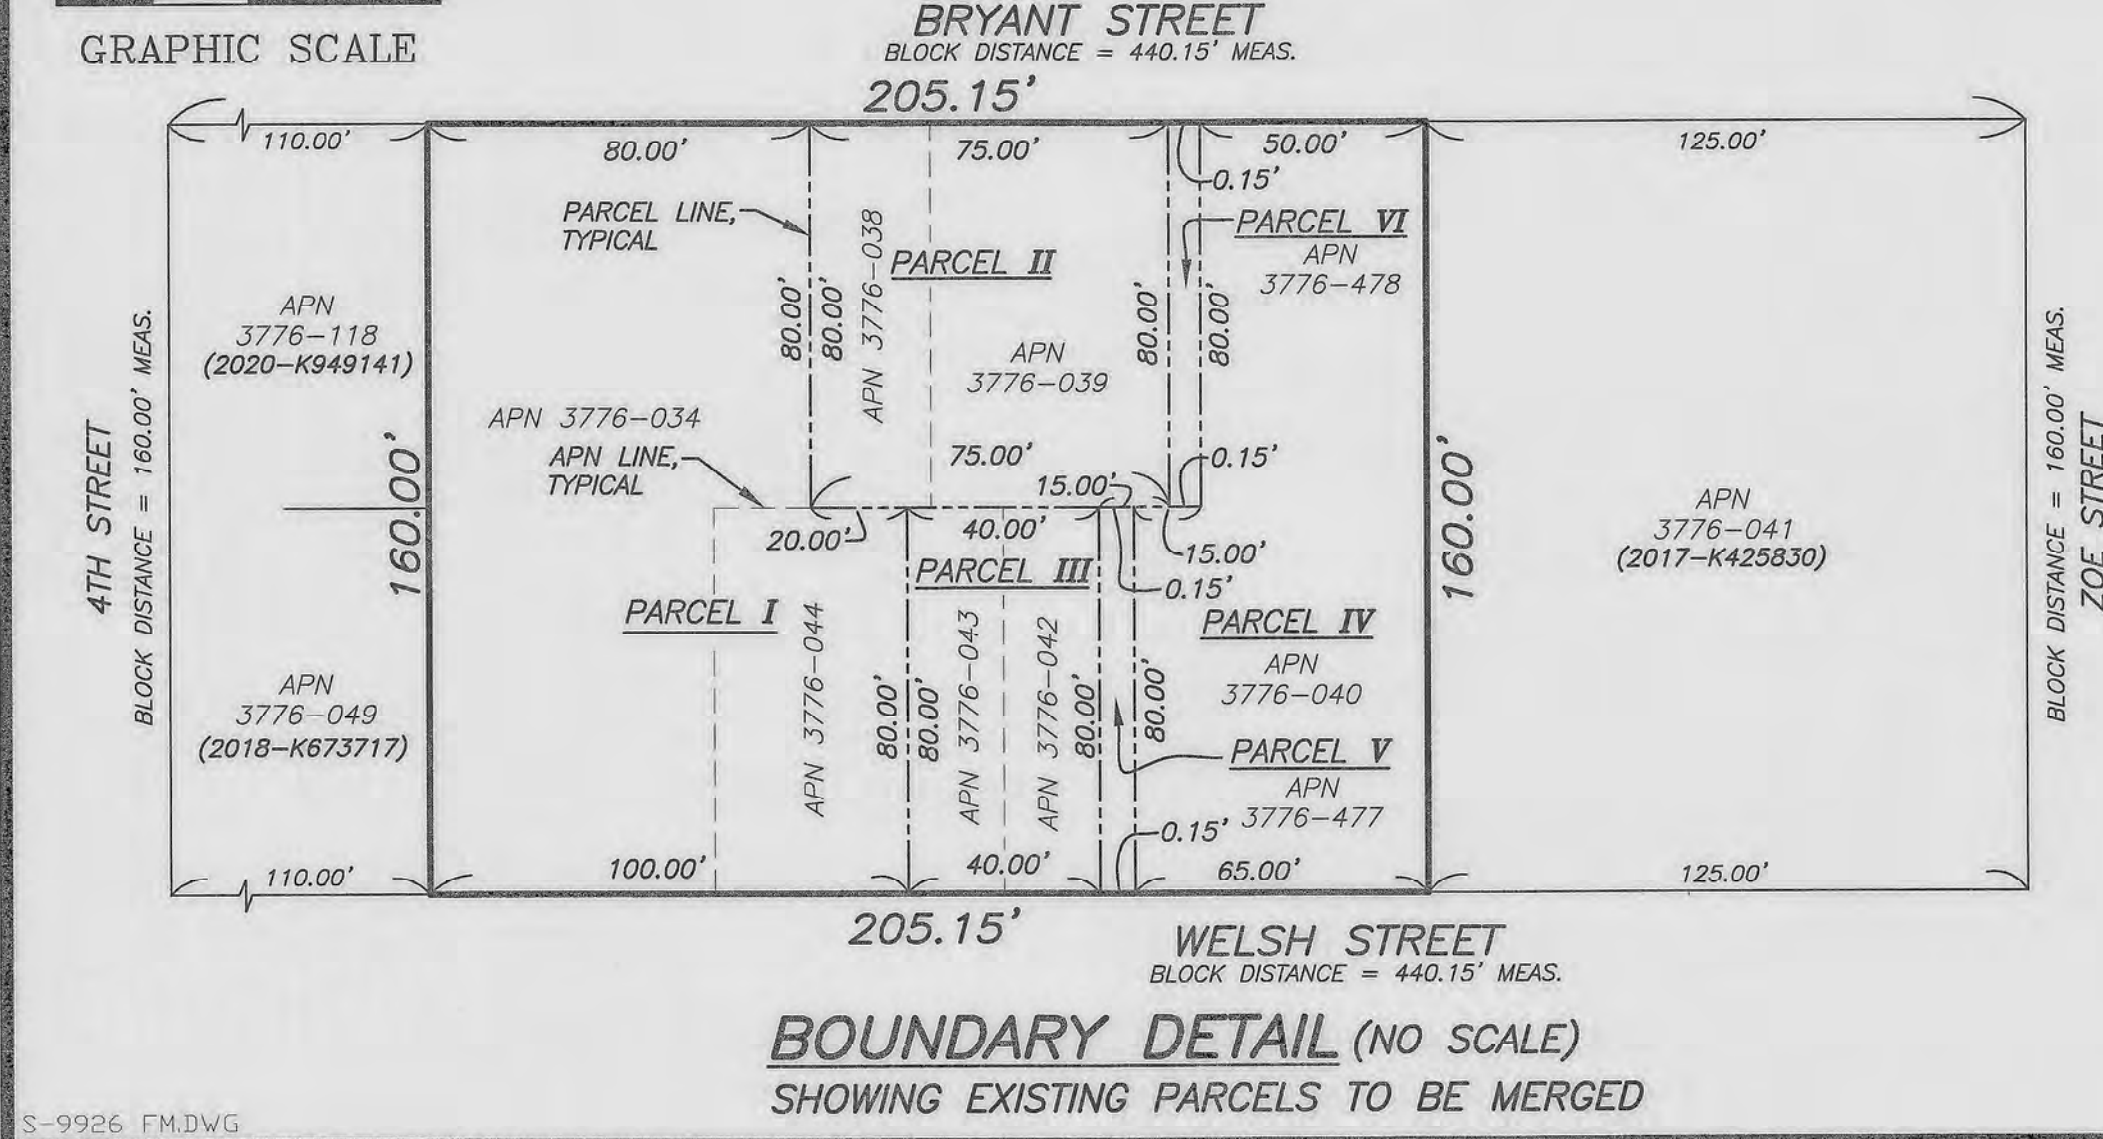 GRAPHIC SCALE
BRYANT STREET
BLOCK DISTANCE = 440.15' MEAS.
205.15'
110.00'
80.00'
75.00'
50.00'
125.00'
0.15'
PARCEL LINE,
TYPICAL
APN 3776-038
PARCEL II
PARCEL VI
APN
3776-478
80.00'
80.00'
80.00'
80.00'
APN
3776-118
(2020-K949141)
APN
3776-039
4TH STREET
BLOCK DISTANCE = 160.00' MEAS.
160.00'
APN 3776-034
APN LINE,
TYPICAL
75.00'
15.00'
0.15'
20.00'
40.00'
15.00'
0.15'
160.00'
APN
3776-041
(2017-K425830)
BLOCK DISTANCE = 160.00' MEAS.
ZOE STREET
PARCEL I
PARCEL III
PARCEL IV
APN
3776-040
APN 3776-044
80.00'
80.00'
APN 3776-043
APN 3776-042
80.00'
80.00'
APN
3776-049
(2018-K673717)
PARCEL V
APN
3776-477
0.15'
110.00'
100.00'
40.00'
65.00'
125.00'
205.15'
WELSH STREET
BLOCK DISTANCE = 440.15' MEAS.
BOUNDARY DETAIL (NO SCALE)
SHOWING EXISTING PARCELS TO BE MERGED
S-9926 FM.DWG